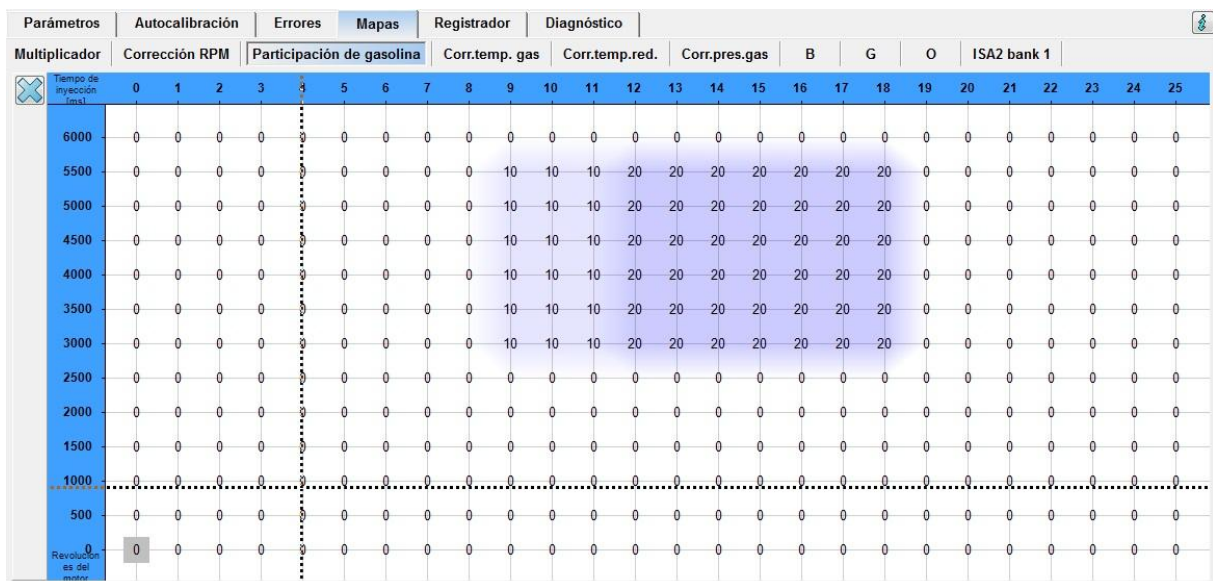 Parámetros Autocalibración Errores Mapas Registrador Diagnóstico
Multiplicador Corrección RPM Participación de gasolina Corr.temp. gas Corr.temp.red. Corr.pres.gas B G O ISA2 bank 1
Tiempo de
inyección
[ms]
0 1 2 3 4 5 6 7 8 9 10 11 12 13 14 15 16 17 18 19 20 21 22 23 24 25
6000 0 0 0 0 0 0 0 0 0 0 0 0 0 0 0 0 0 0 0 0 0 0 0 0 0 0
5500 0 0 0 0 0 0 0 0 0 10 10 10 20 20 20 20 20 20 20 0 0 0 0 0 0 0
5000 0 0 0 0 0 0 0 0 0 10 10 10 20 20 20 20 20 20 20 0 0 0 0 0 0 0
4500 0 0 0 0 0 0 0 0 0 10 10 10 20 20 20 20 20 20 20 0 0 0 0 0 0 0
4000 0 0 0 0 0 0 0 0 0 10 10 10 20 20 20 20 20 20 20 0 0 0 0 0 0 0
3500 0 0 0 0 0 0 0 0 0 10 10 10 20 20 20 20 20 20 20 0 0 0 0 0 0 0
3000 0 0 0 0 0 0 0 0 0 10 10 10 20 20 20 20 20 20 20 0 0 0 0 0 0 0
2500 0 0 0 0 0 0 0 0 0 0 0 0 0 0 0 0 0 0 0 0 0 0 0 0 0 0
2000 0 0 0 0 0 0 0 0 0 0 0 0 0 0 0 0 0 0 0 0 0 0 0 0 0 0
1500 0 0 0 0 0 0 0 0 0 0 0 0 0 0 0 0 0 0 0 0 0 0 0 0 0 0
1000 0 0 0 0 0 0 0 0 0 0 0 0 0 0 0 0 0 0 0 0 0 0 0 0 0 0
500 0 0 0 0 0 0 0 0 0 0 0 0 0 0 0 0 0 0 0 0 0 0 0 0 0 0
0 0 0 0 0 0 0 0 0 0 0 0 0 0 0 0 0 0 0 0 0 0 0 0 0 0 0
Revolucion
es del
motor